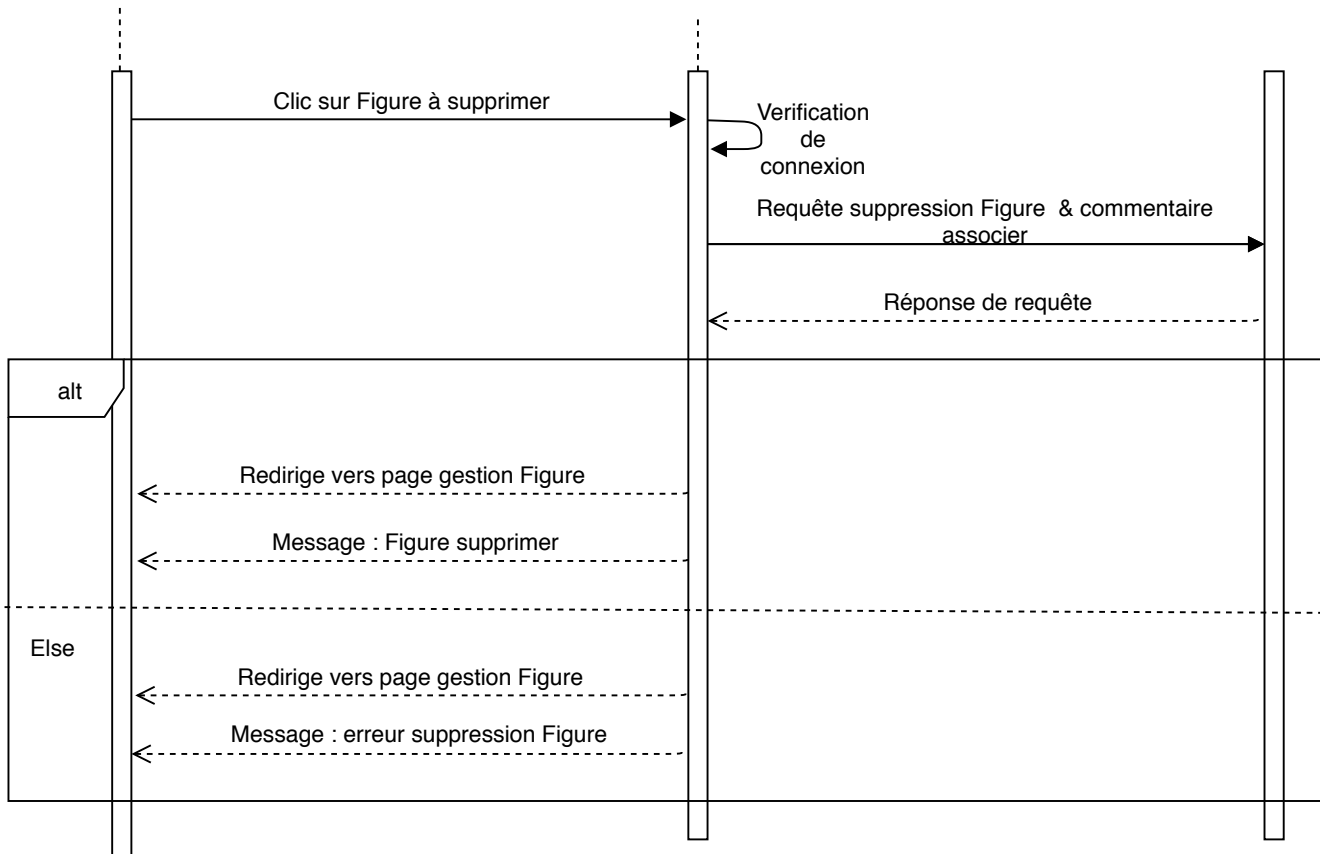 Clic sur Figure à supprimer
Verification
de
connexion
Requête suppression Figure & commentaire
associer
Réponse de requête
alt
Redirige vers page gestion Figure
Message : Figure supprimer
Else
Redirige vers page gestion Figure
Message : erreur suppression Figure